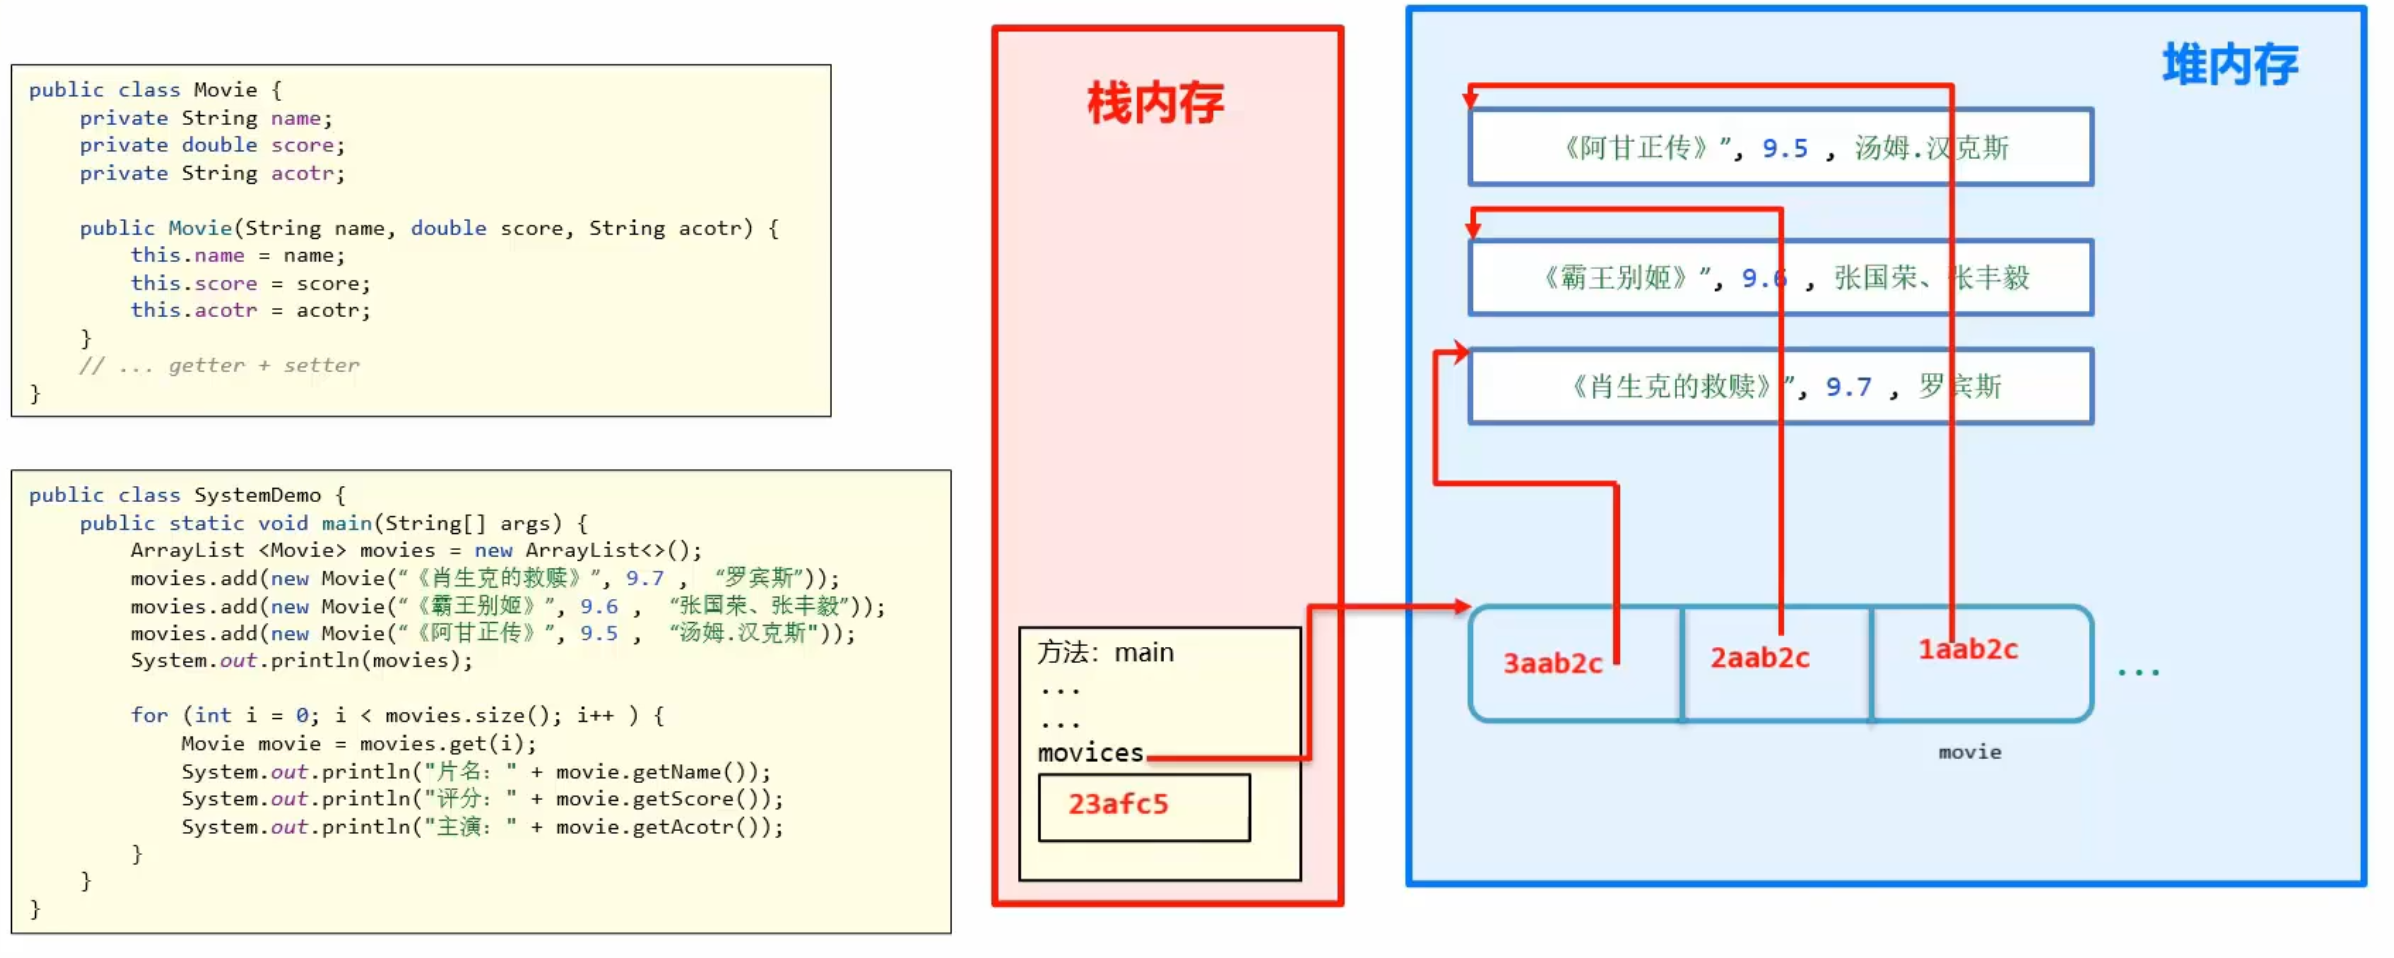 public class Movie {
    private String name;
    private double score;
    private String acotr;
    public Movie(String name, double score, String acotr) {
        this.name = name;
        this.score = score;
        this.acotr = acotr;
    }
    // ... getter + setter
}
public class SystemDemo {
    public static void main(String[] args) {
        ArrayList <Movie> movies = new ArrayList<>();
        movies.add(new Movie(“《肖生克的救赎》”, 9.7 ,  “罗宾斯”));
        movies.add(new Movie(“《霸王别姬》”, 9.6 ,  “张国荣、张丰毅”));
        movies.add(new Movie(“《阿甘正传》”, 9.5 ,  “汤姆.汉克斯"));
        System.out.println(movies);
        for (int i = 0; i < movies.size(); i++ ) {
            Movie movie = movies.get(i);
            System.out.println("片名：" + movie.getName());
            System.out.println("评分：" + movie.getScore());
            System.out.println("主演：" + movie.getAcotr());
        }
    }
}
栈内存
方法：main
...
...
movices
23afc5
堆内存
《阿甘正传》”, 9.5 , 汤姆.汉克斯
《霸王别姬》”, 9.6 , 张国荣、张丰毅
《肖生克的救赎》”, 9.7 , 罗宾斯
3aab2c 2aab2c 1aab2c ...
movie